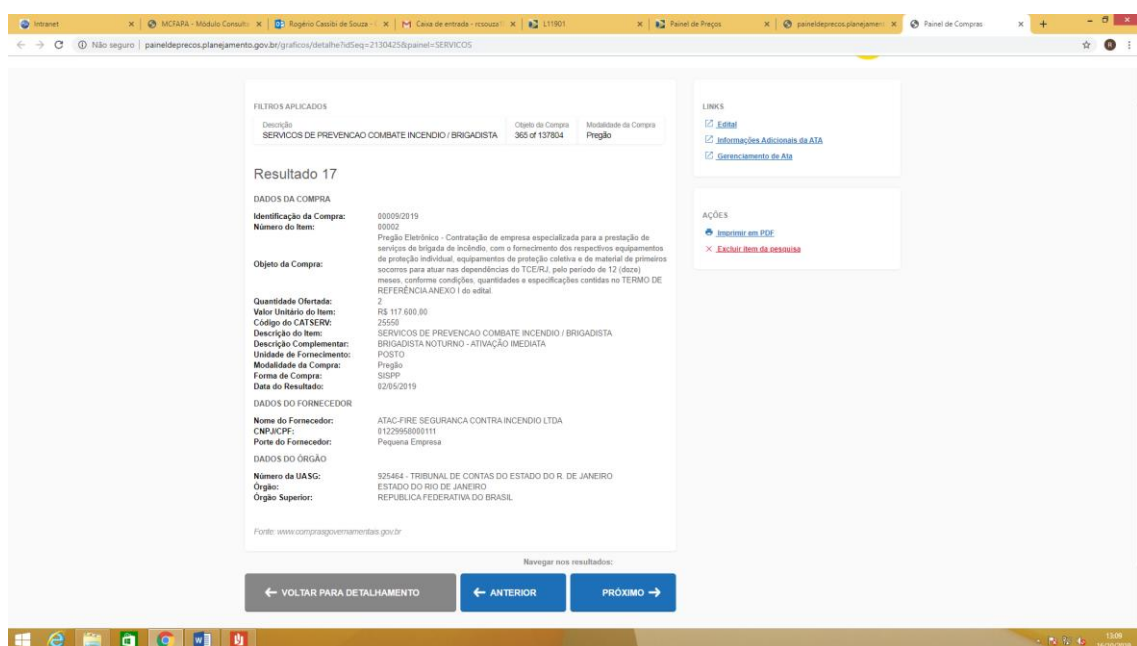 Intranet
MCFAPA - Módulo Consulta
Rogério Cassibi de Souza -
Caixa de entrada - rcsouza
L11901
Painel de Preços
paineldeprecos.planejament
Painel de Compras
Não seguro | paineldeprecos.planejamento.gov.br/graficos/detalhe?idSeq=2130425&painel=SERVICOS
FILTROS APLICADOS
Descrição Objeto da Compra Modalidade da Compra
SERVICOS DE PREVENCAO COMBATE INCENDIO / BRIGADISTA 365 of 137804 Pregão
Resultado 17
DADOS DA COMPRA
Identificação da Compra: 00009/2019
Número do Item: 00002
Objeto da Compra: Pregão Eletrônico - Contratação de empresa especializada para a prestação de
serviços de brigada de incêndio, com o fornecimento dos respectivos equipamentos
de proteção individual, equipamentos de proteção coletiva e de material de primeiros
socorros para atuar nas dependências do TCE/RJ, pelo período de 12 (doze)
meses, conforme condições, quantidades e especificações contidas no TERMO DE
REFERÊNCIA ANEXO I do edital.
Quantidade Ofertada: 2
Valor Unitário do Item: R$ 117.600,00
Código do CATSERV: 25550
Descrição do Item: SERVICOS DE PREVENCAO COMBATE INCENDIO / BRIGADISTA
Descrição Complementar: BRIGADISTA NOTURNO - ATIVAÇÃO IMEDIATA
Unidade de Fornecimento: POSTO
Modalidade da Compra: Pregão
Forma de Compra: SISPP
Data do Resultado: 02/05/2019
DADOS DO FORNECEDOR
Nome do Fornecedor: ATAC-FIRE SEGURANCA CONTRA INCENDIO LTDA
CNPJ/CPF: 01229958000111
Porte do Fornecedor: Pequena Empresa
DADOS DO ÓRGÃO
Número da UASG: 925464 - TRIBUNAL DE CONTAS DO ESTADO DO R. DE JANEIRO
Órgão: ESTADO DO RIO DE JANEIRO
Órgão Superior: REPUBLICA FEDERATIVA DO BRASIL
Fonte: www.comprasgovernamentais.gov.br
LINKS
Edital
Informações Adicionais da ATA
Gerenciamento de Ata
AÇÕES
Imprimir em PDF
Excluir item da pesquisa
Navegar nos resultados:
VOLTAR PARA DETALHAMENTO
ANTERIOR
PRÓXIMO
13:09